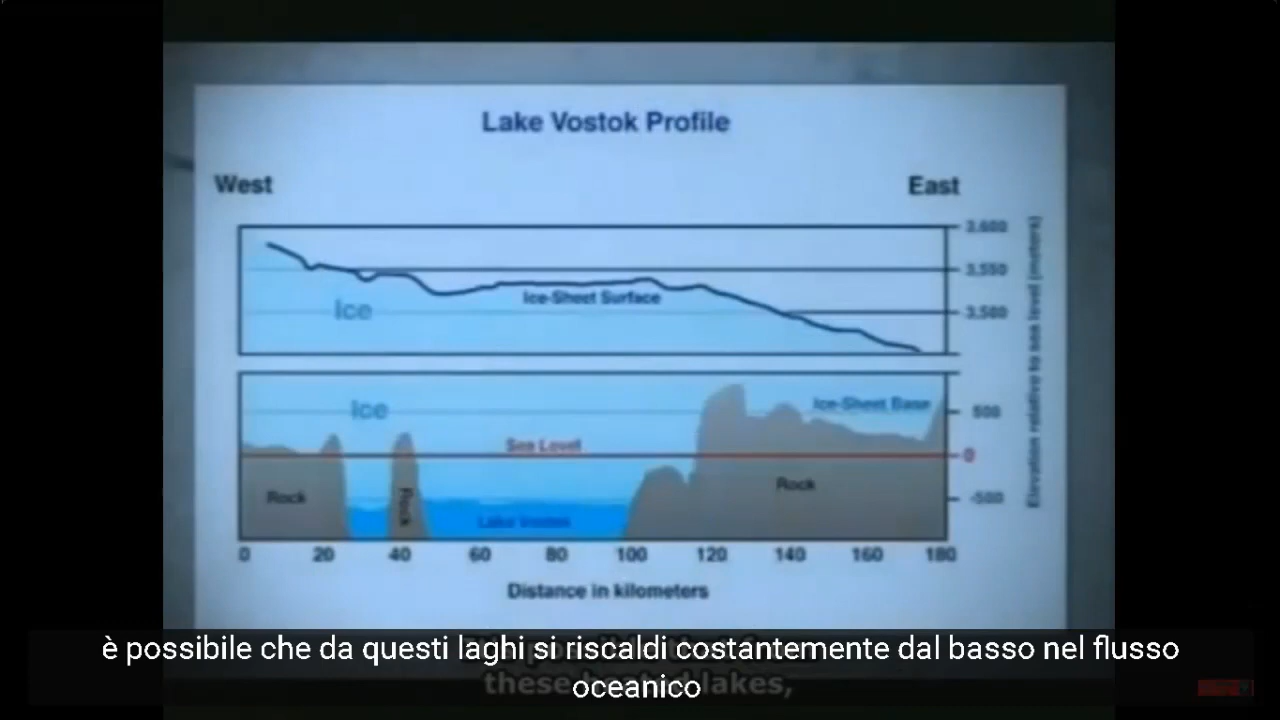 Lake Vostok Profile
West
East
3.600
3.550
3.500
Ice
Ice-Sheet Surface
Elevation relative to sea level (meters)
Ice
Ice-Sheet Base
500
Sea Level
0
Rock
Rock
Rock
-500
Lake Vostok
0 20 40 60 80 100 120 140 160 180
Distance in kilometers
è possibile che da questi laghi si riscaldi costantemente dal basso nel flusso
oceanico
these lakes,